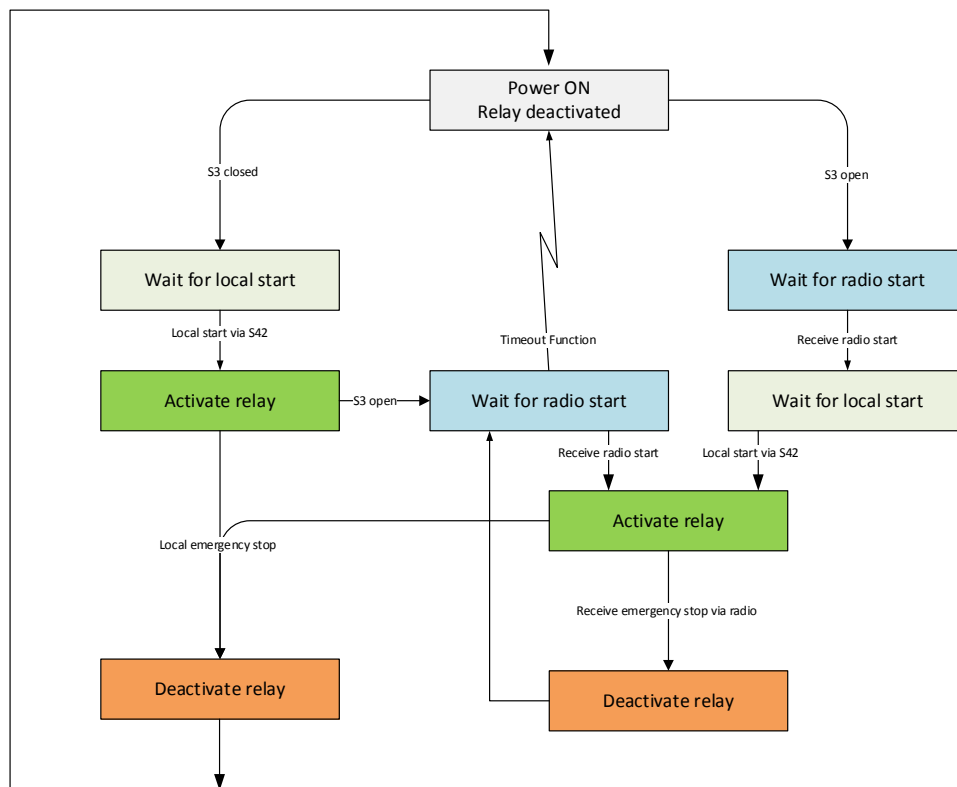 Power ON
Relay deactivated
S3 closed
S3 open
Wait for local start
Wait for radio start
Local start via S42
Timeout Function
Receive radio start
Activate relay
S3 open
Wait for radio start
Wait for local start
Receive radio start
Local start via S42
Activate relay
Local emergency stop
Receive emergency stop via radio
Deactivate relay
Deactivate relay